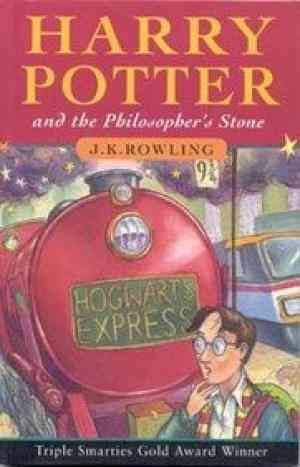 HARRY
POTTER
and the Philosopher's Stone
J.K.ROWLING
9¾
HOGWARTS
EXPRESS
Triple Smarties Gold Award Winner